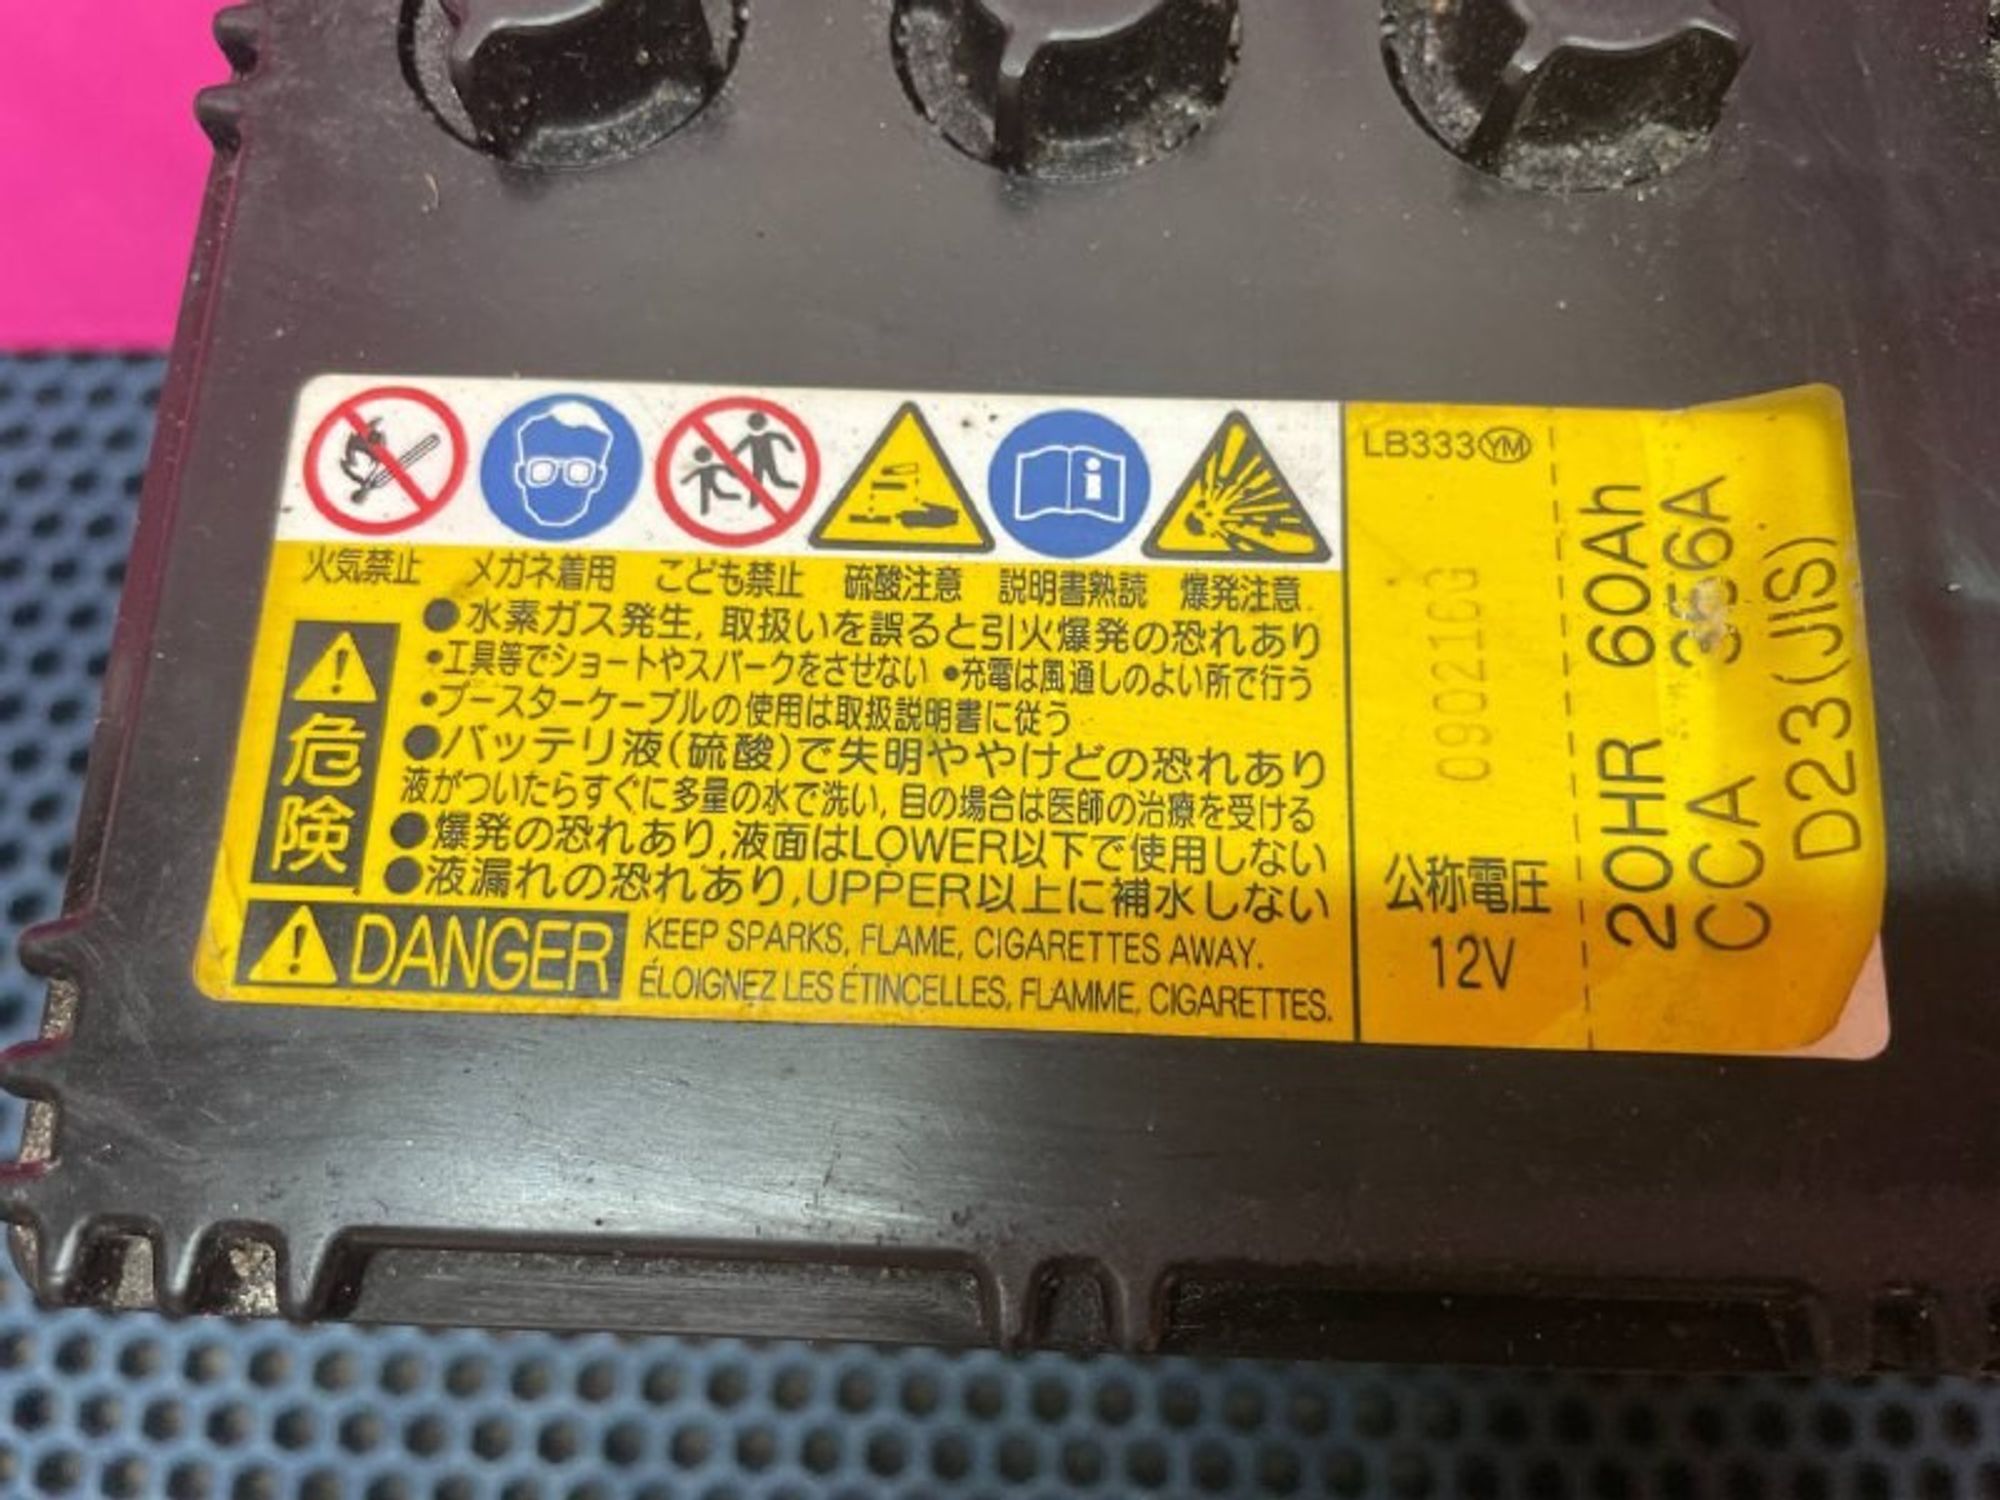 火気禁止 メガネ着用 こども禁止 硫酸注意 説明書熟読 爆発注意
危険
●水素ガス発生,取扱いを誤ると引火爆発の恐れあり
•工具等でショートやスパークをさせない •充電は風通しのよい所で行う
•ブースターケーブルの使用は取扱説明書に従う
●バッテリ液(硫酸)で失明ややけどの恐れあり
液がついたらすぐに多量の水で洗い,目の場合は医師の治療を受ける
●爆発の恐れあり,液面はLOWER以下で使用しない
●液漏れの恐れあり,UPPER以上に補水しない
DANGER
KEEP SPARKS, FLAME, CIGARETTES AWAY.
ÉLOIGNEZ LES ÉTINCELLES, FLAMME, CIGARETTES.
LB333 YM
090216G
公称電圧
12V
20HR 60Ah
CCA 356A
D23(JIS)